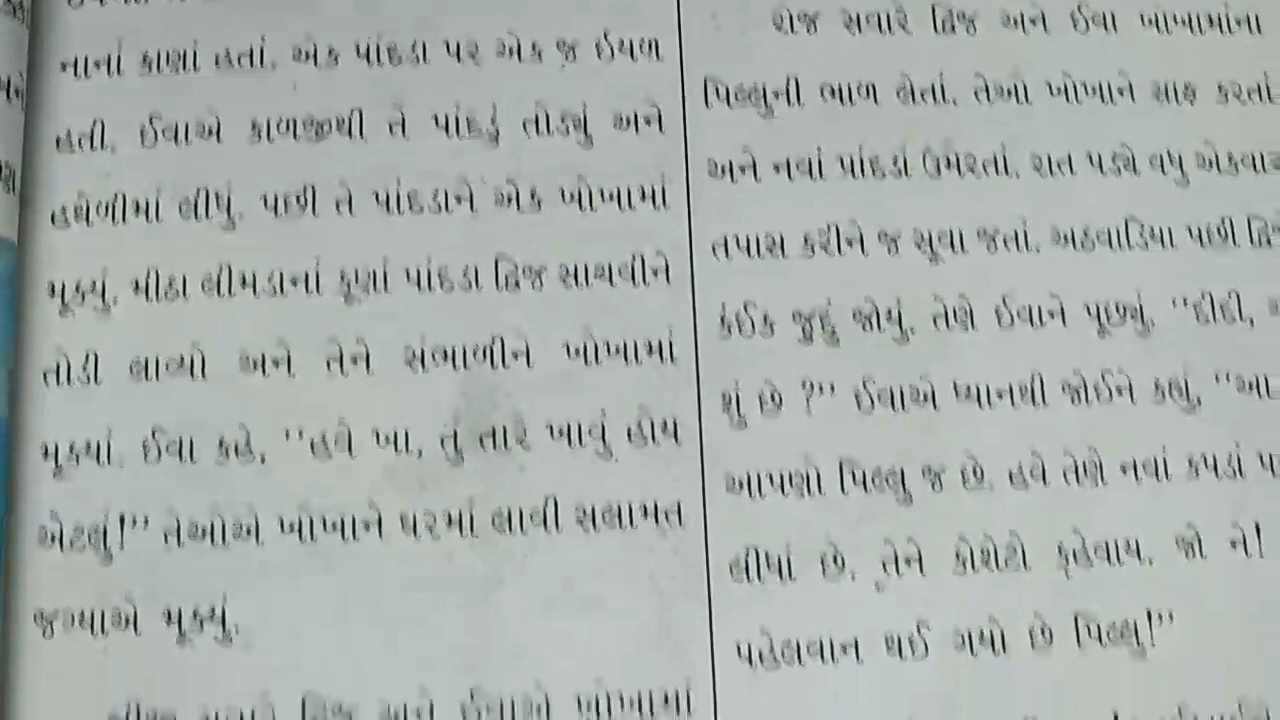 નાનાં કાણાં હતાં. એક પાંદડા પર એક જ ઈયળ
હતી. ઈવાએ કાળજીથી તે પાંદડું તોડ્યું અને
હથેળીમાં લીધું. પછી તે પાંદડાને એક ખોખામાં
મૂક્યું. મીઠા લીમડાનાં કૂણાં પાંદડા દ્વિજ સાચવીને
તોડી લાવ્યો અને તેને સંભાળીને ખોખામાં
મૂક્યાં. ઈવા કહે, “હવે ખા, તું તારે ખાવું હોય
એટલું!” તેઓએ ખોખાને ઘરમાં લાવી સલામત
જગ્યાએ મૂક્યું.
રોજ સવારે દ્વિજ અને ઈવા ખોખામાંના
પિલ્લુની ભાળ લેતાં. તેઓ ખોખાને સાફ કરતાં
અને નવાં પાંદડાં ઉમેરતાં. રાત પડ્યે વધુ એકવાર
તપાસ કરીને જ સૂવા જતાં. અઠવાડિયા પછી
કંઈક જુદું જોયું. તેણે ઈવાને પૂછ્યું, “દીદી,
શું છે ?” ઈવાએ ધ્યાનથી જોઈને કહ્યું, “આ
આપણો પિલ્લુ જ છે. હવે તેણે નવાં કપડાં
લીધાં છે. તેને કોશેટો કહેવાય. જો ને!
પહેલવાન થઈ ગયો છે પિલ્લુ!”